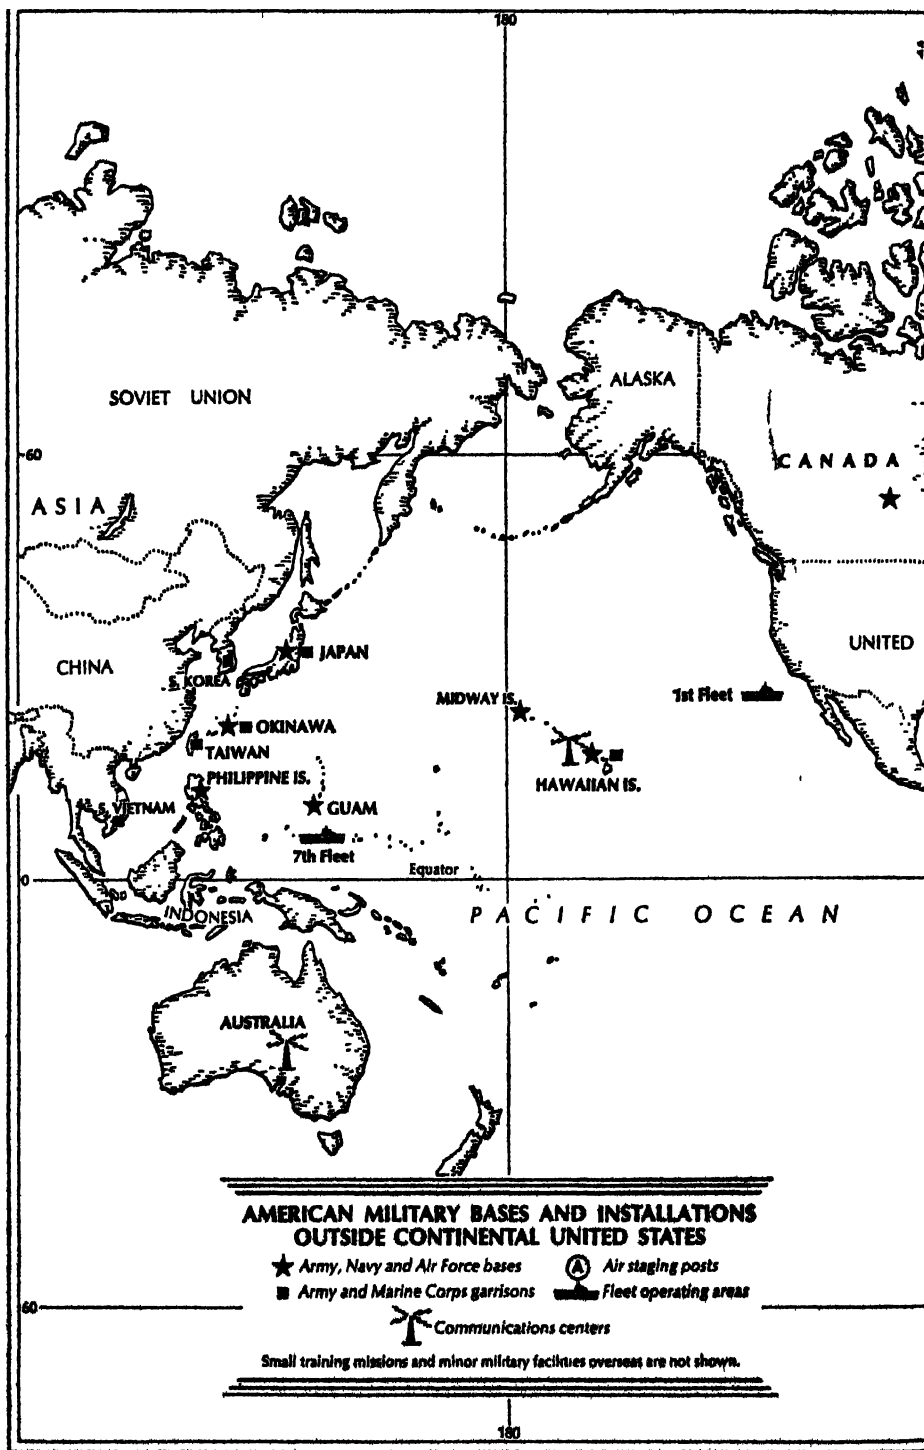 180
SOVIET UNION
ALASKA
60
CANADA
ASIA
CHINA
UNITED
S. KOREA
JAPAN
MIDWAY IS.
1st Fleet
OKINAWA
TAIWAN
HAWAIIAN IS.
PHILIPPINE IS.
S. VIETNAM
GUAM
7th Fleet
Equator
0
INDONESIA
PACIFIC OCEAN
AUSTRALIA
AMERICAN MILITARY BASES AND INSTALLATIONS
OUTSIDE CONTINENTAL UNITED STATES
Army, Navy and Air Force bases
A Air staging posts
Army and Marine Corps garrisons
Fleet operating areas
60
Communications centers
Small training missions and minor military facilities overseas are not shown.
180